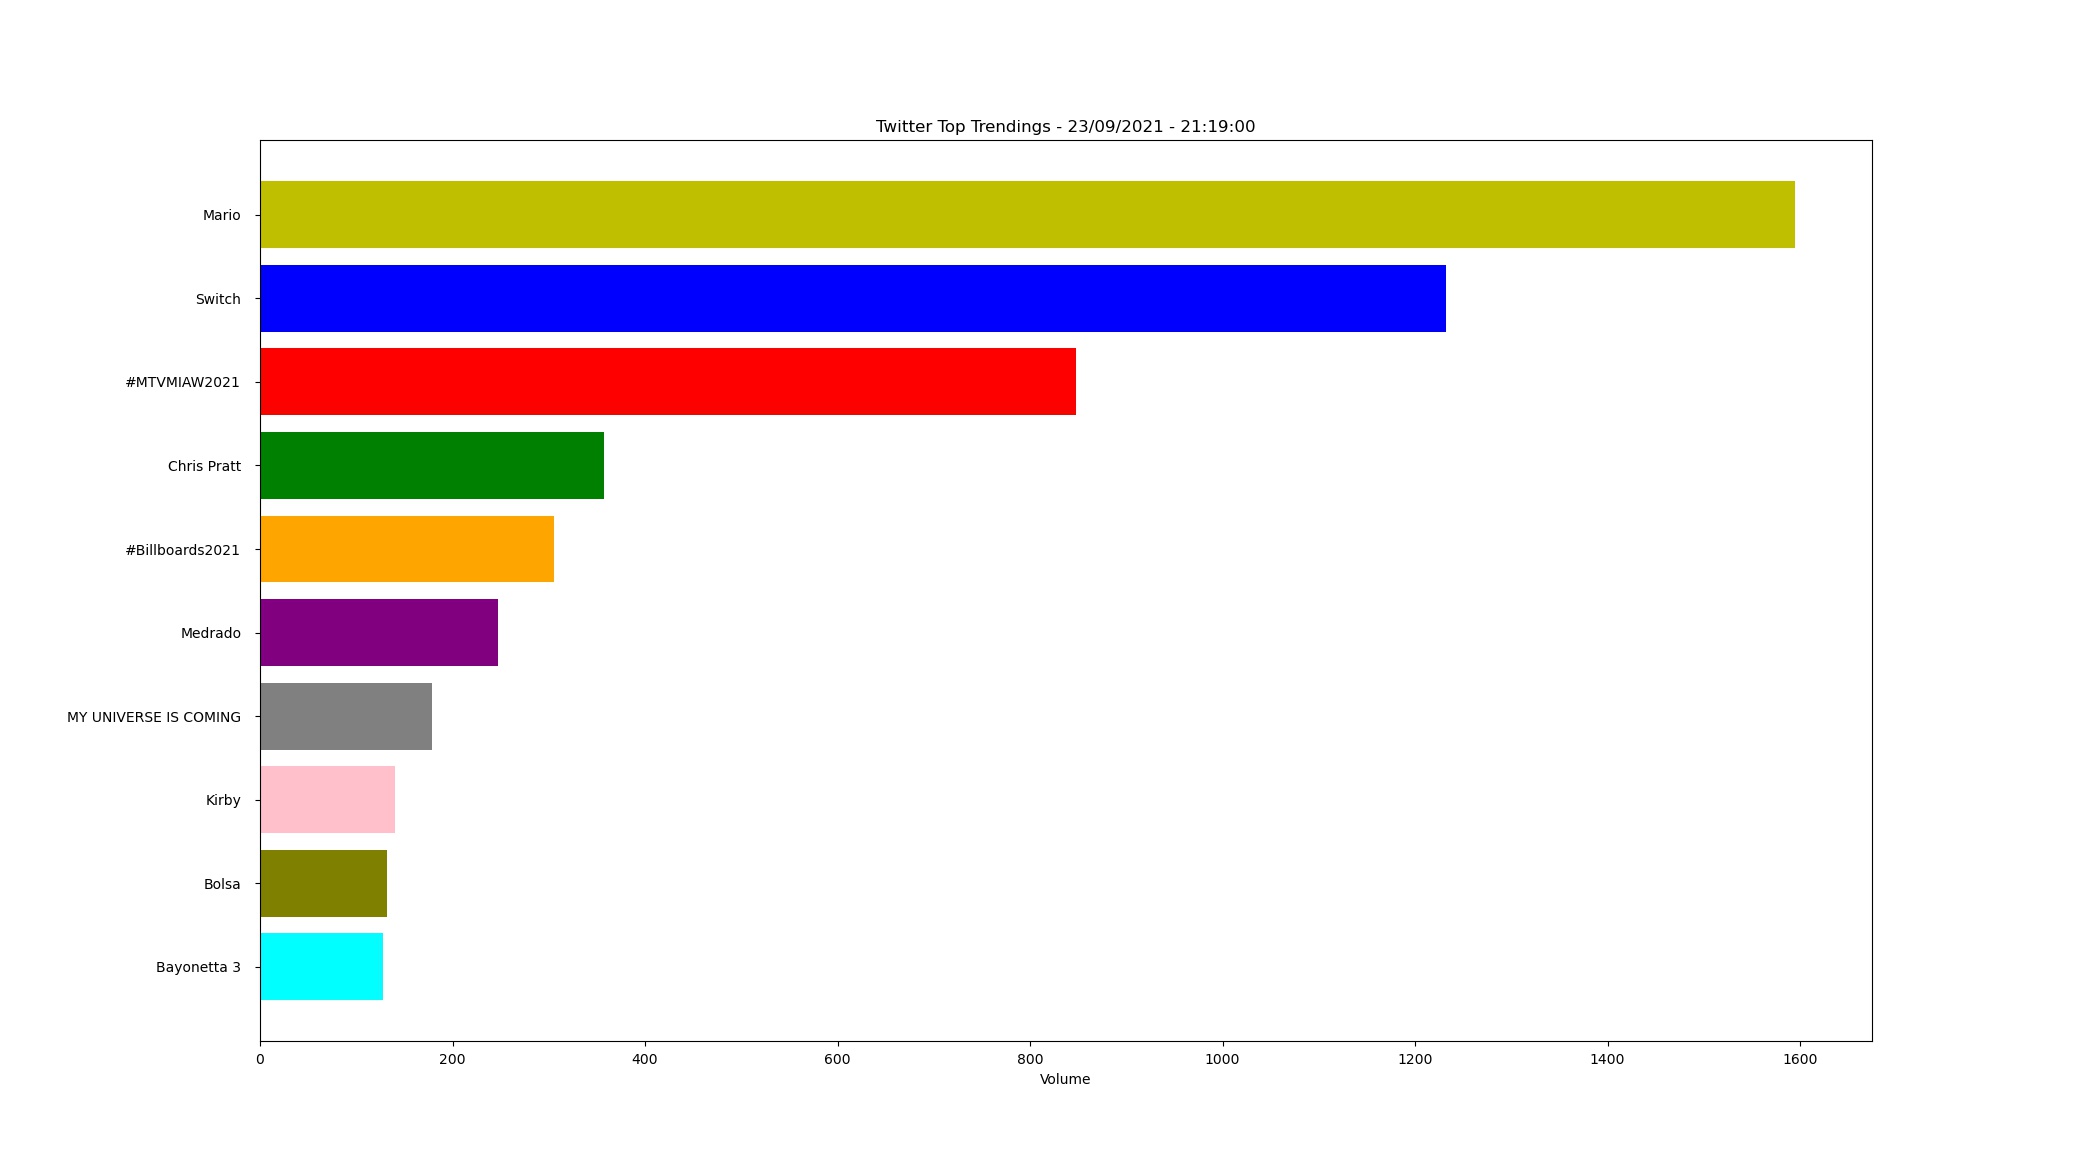 Twitter Top Trendings - 23/09/2021 - 21:19:00
Mario
Switch
#MTVMIAW2021
Chris Pratt
#Billboards2021
Medrado
MY UNIVERSE IS COMING
Kirby
Bolsa
Bayonetta 3
0 200 400 600 800 1000 1200 1400 1600
Volume